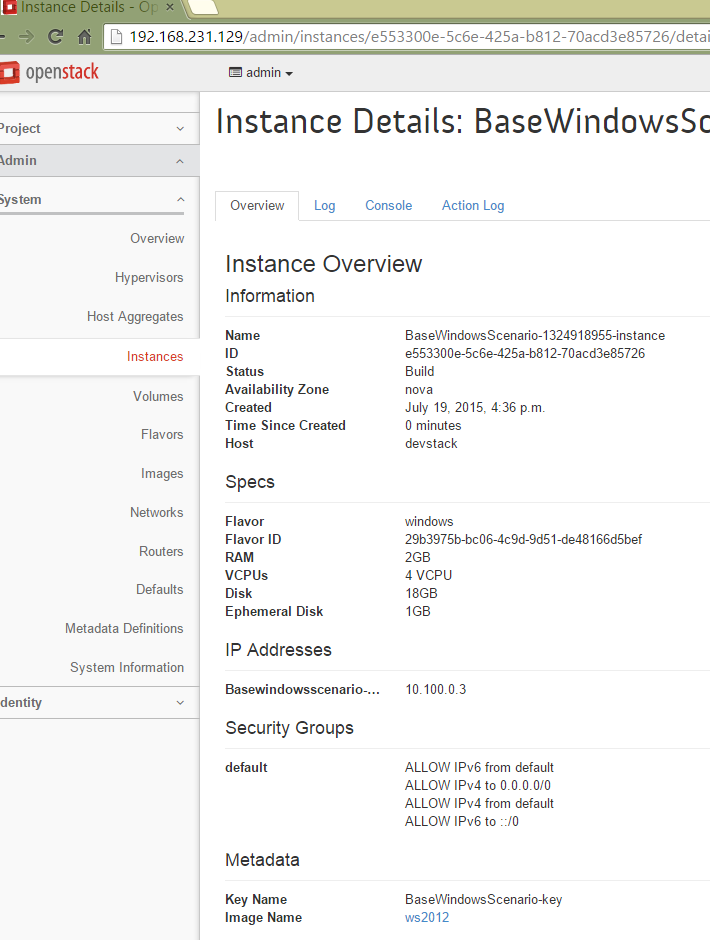 Instance Details - Op
192.168.231.129/admin/instances/e553300e-5c6e-425a-b812-70acd3e85726/detai
openstack
admin
Project
Admin
System
Overview
Hypervisors
Host Aggregates
Instances
Volumes
Flavors
Images
Networks
Routers
Defaults
Metadata Definitions
System Information
dentity
Instance Details: BaseWindowsSc
Overview Log Console Action Log
Instance Overview
Information
Name BaseWindowsScenario-1324918955-instance
ID e553300e-5c6e-425a-b812-70acd3e85726
Status Build
Availability Zone nova
Created July 19, 2015, 4:36 p.m.
Time Since Created 0 minutes
Host devstack
Specs
Flavor windows
Flavor ID 29b3975b-bc06-4c9d-9d51-de48166d5bef
RAM 2GB
VCPUs 4 VCPU
Disk 18GB
Ephemeral Disk 1GB
IP Addresses
Basewindowsscenario-... 10.100.0.3
Security Groups
default ALLOW IPv6 from default
ALLOW IPv4 to 0.0.0.0/0
ALLOW IPv4 from default
ALLOW IPv6 to ::/0
Metadata
Key Name BaseWindowsScenario-key
Image Name ws2012